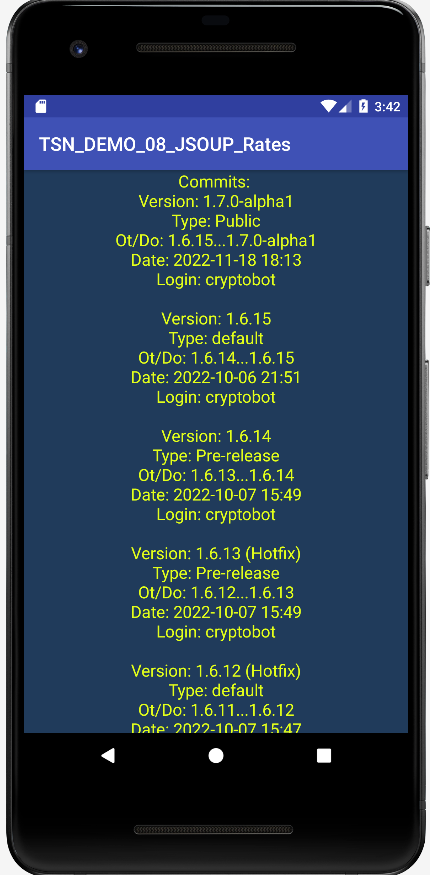 3:42
TSN_DEMO_08_JSOUP_Rates
Commits:
Version: 1.7.0-alpha1
Type: Public
Ot/Do: 1.6.15...1.7.0-alpha1
Date: 2022-11-18 18:13
Login: cryptobot
Version: 1.6.15
Type: default
Ot/Do: 1.6.14...1.6.15
Date: 2022-10-06 21:51
Login: cryptobot
Version: 1.6.14
Type: Pre-release
Ot/Do: 1.6.13...1.6.14
Date: 2022-10-07 15:49
Login: cryptobot
Version: 1.6.13 (Hotfix)
Type: Pre-release
Ot/Do: 1.6.12...1.6.13
Date: 2022-10-07 15:49
Login: cryptobot
Version: 1.6.12 (Hotfix)
Type: default
Ot/Do: 1.6.11...1.6.12
Date: 2022-10-07 15:47